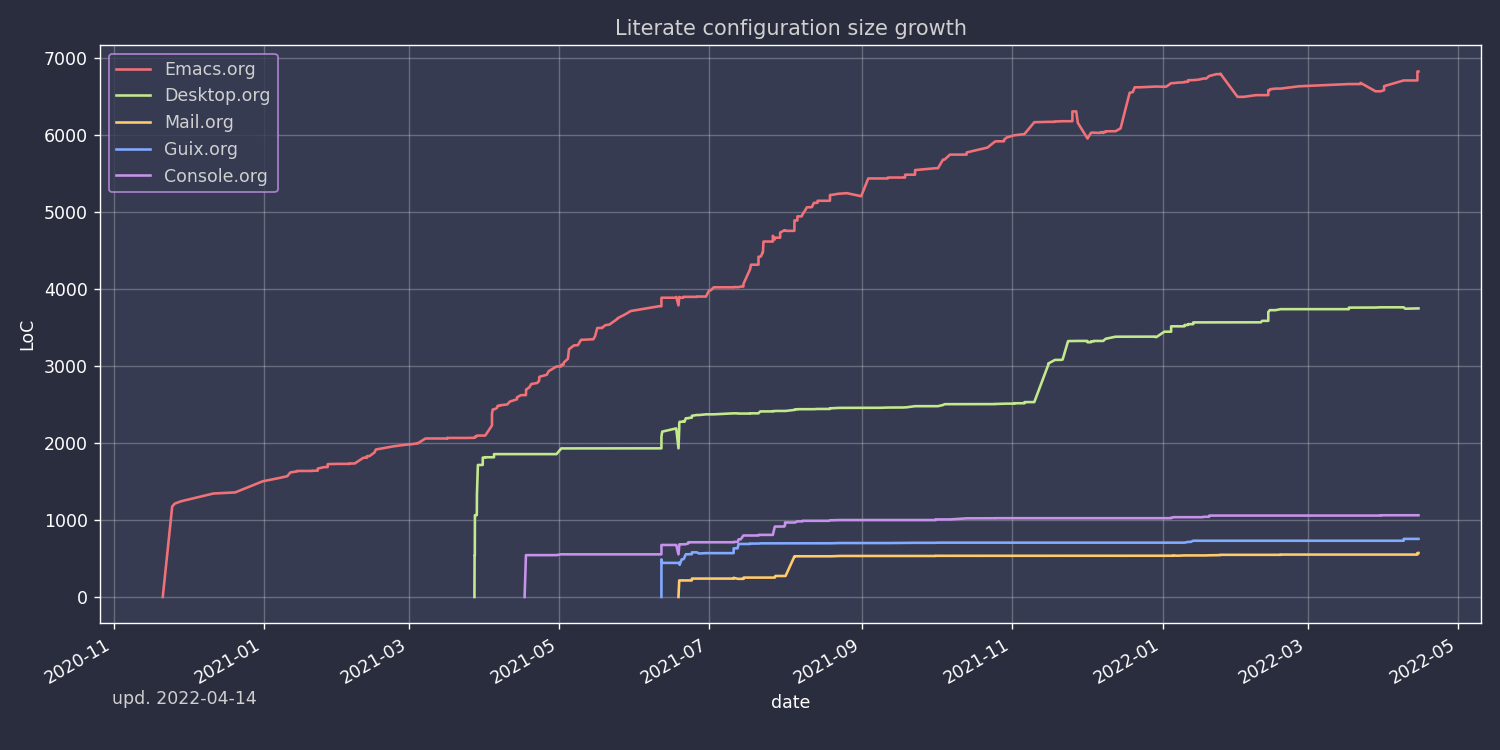 Literate configuration size growth
7000
6000
5000
4000
3000
2000
1000
0
LoC
Emacs.org
Desktop.org
Mail.org
Guix.org
Console.org
2020-11
2021-01
2021-03
2021-05
2021-07
2021-09
2021-11
2022-01
2022-03
2022-05
upd. 2022-04-14
date